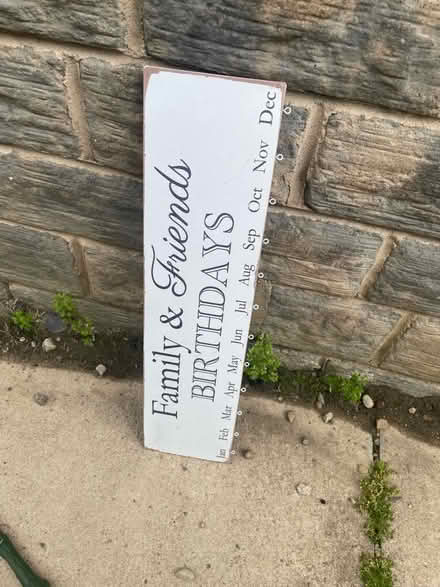 Family & Friends
BIRTHDAYS
Jan Feb Mar Apr May Jun Jul Aug Sep Oct Nov Dec